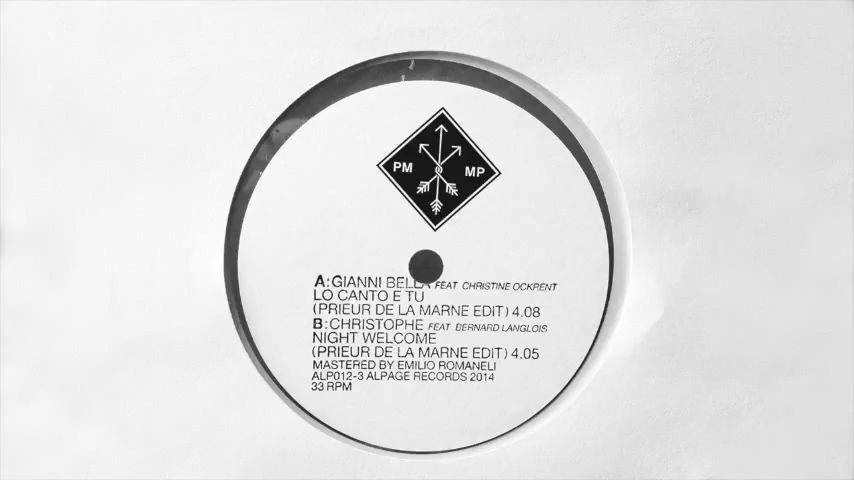 PM MP
A: GIANNI BELLA FEAT CHRISTINE OCKRENT
LO CANTO E TU
(PRIEUR DE LA MARNE EDIT) 4.08
B: CHRISTOPHE FEAT BERNARD LANGLOIS
NIGHT WELCOME
(PRIEUR DE LA MARNE EDIT) 4.05
MASTERED BY EMILIO ROMANELI
ALP012-3 ALPAGE RECORDS 2014
33 RPM